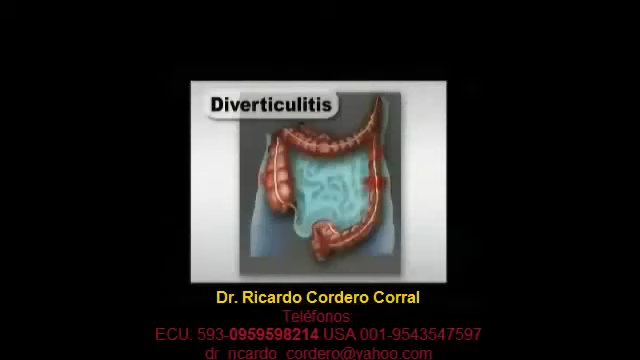 Diverticulitis
Dr. Ricardo Cordero Corral
Teléfonos:
ECU: 593-0959598214 USA 001-9543547597
dr_ricardo_cordero@yahoo.com